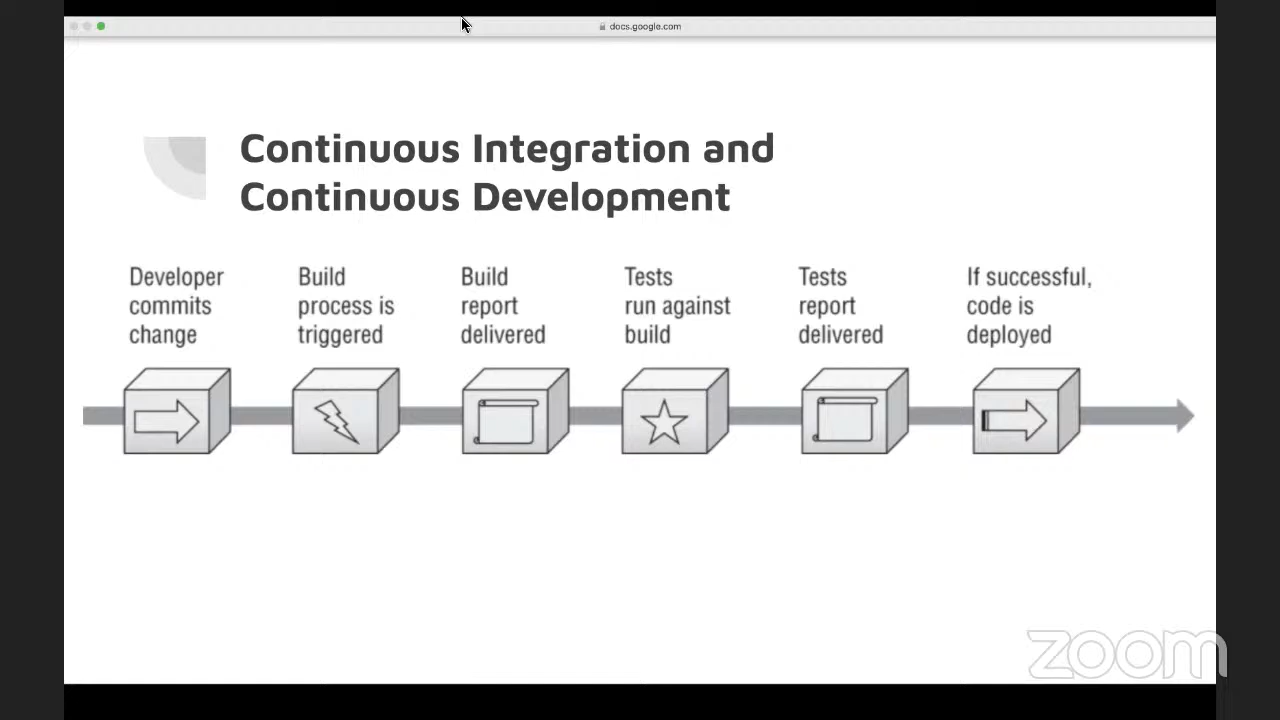 docs.google.com
Continuous Integration and
Continuous Development
Developer
commits
change
Build
process is
triggered
Build
report
delivered
Tests
run against
build
Tests
report
delivered
If successful,
code is
deployed
zoom